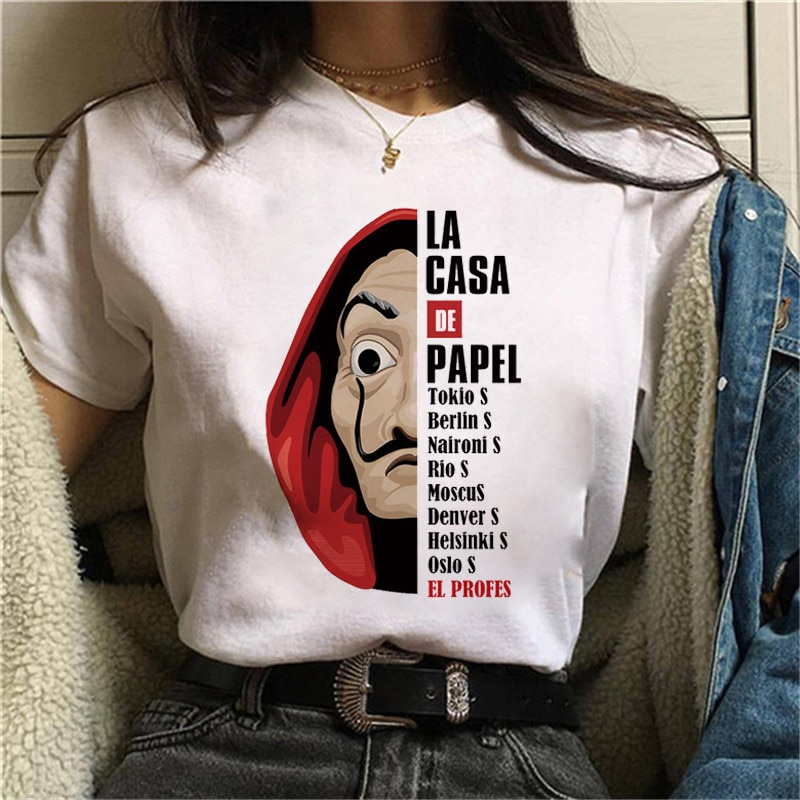 LA
CASA
DE
PAPEL
Tokio S
Berlin S
Naironi S
Rio S
MoscuS
Denver S
Helsinki S
Oslo S
EL PROFES